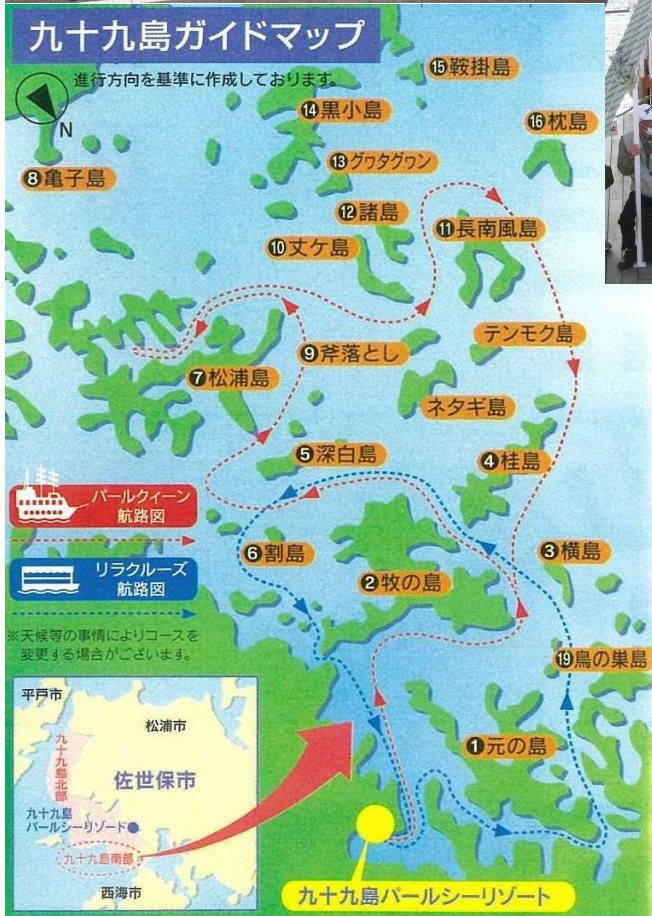 九十九島ガイドマップ
進行方向を基準に作成しております。
N
⑮鞍掛島
⑭黒小島
⑯枕島
⑬グヮタグヮン
⑧亀子島
⑫諸島
⑪長南風島
⑩丈ケ島
テンモク島
⑨斧落とし
⑦松浦島
ネタギ島
⑤深白島
④桂島
パールクィーン
航路図
⑥割島
③横島
②牧の島
リラクルーズ
航路図
※天候等の事情によりコースを
変更する場合がございます。
⑲鳥の巣島
①元の島
平戸市
松浦市
九十九島北部
佐世保市
九十九島
パールシーリゾート
九十九島南部
西海市
九十九島パールシーリゾート